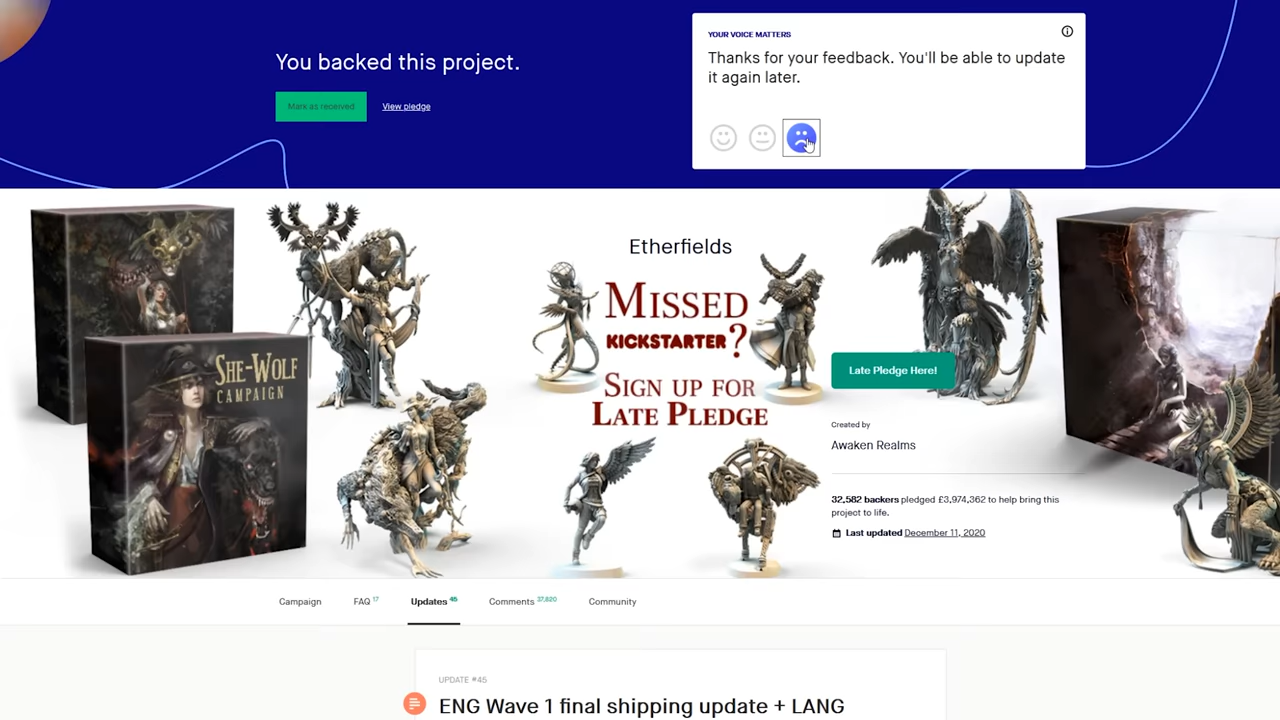 You backed this project.
Mark as received
View pledge
YOUR VOICE MATTERS
Thanks for your feedback. You'll be able to update
it again later.
Etherfields
MISSED
KICKSTARTER?
SIGN UP FOR
LATE PLEDGE
SHE-WOLF
CAMPAIGN
Late Pledge Here!
Created by
Awaken Realms
32,582 backers pledged £3,974,362 to help bring this
project to life.
Last updated December 11, 2020
Campaign
FAQ 17
Updates 45
Comments 37,820
Community
UPDATE #45
ENG Wave 1 final shipping update + LANG